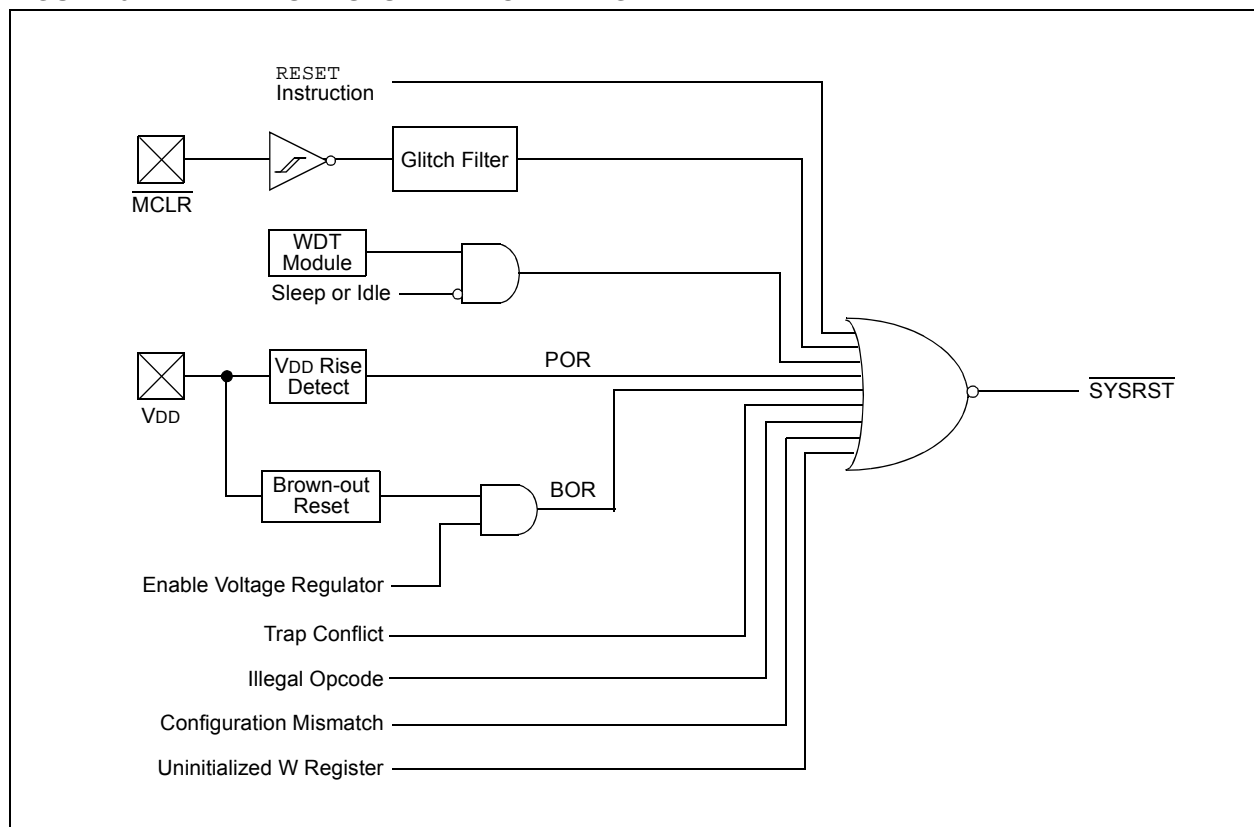 RESET
Instruction
Glitch Filter
MCLR
WDT
Module
Sleep or Idle
VDD Rise
Detect
POR
VDD
SYSRST
Brown-out
Reset
BOR
Enable Voltage Regulator
Trap Conflict
Illegal Opcode
Configuration Mismatch
Uninitialized W Register